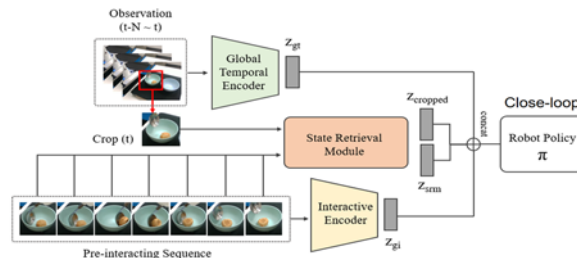 Observation
(t-N ~ t)
Global
Temporal
Encoder
Zgt
Crop (t)
State Retrieval
Module
Zcropped
Zsrm
concat
Close-loop
Robot Policy
π
Interactive
Encoder
Zgi
Pre-interacting Sequence